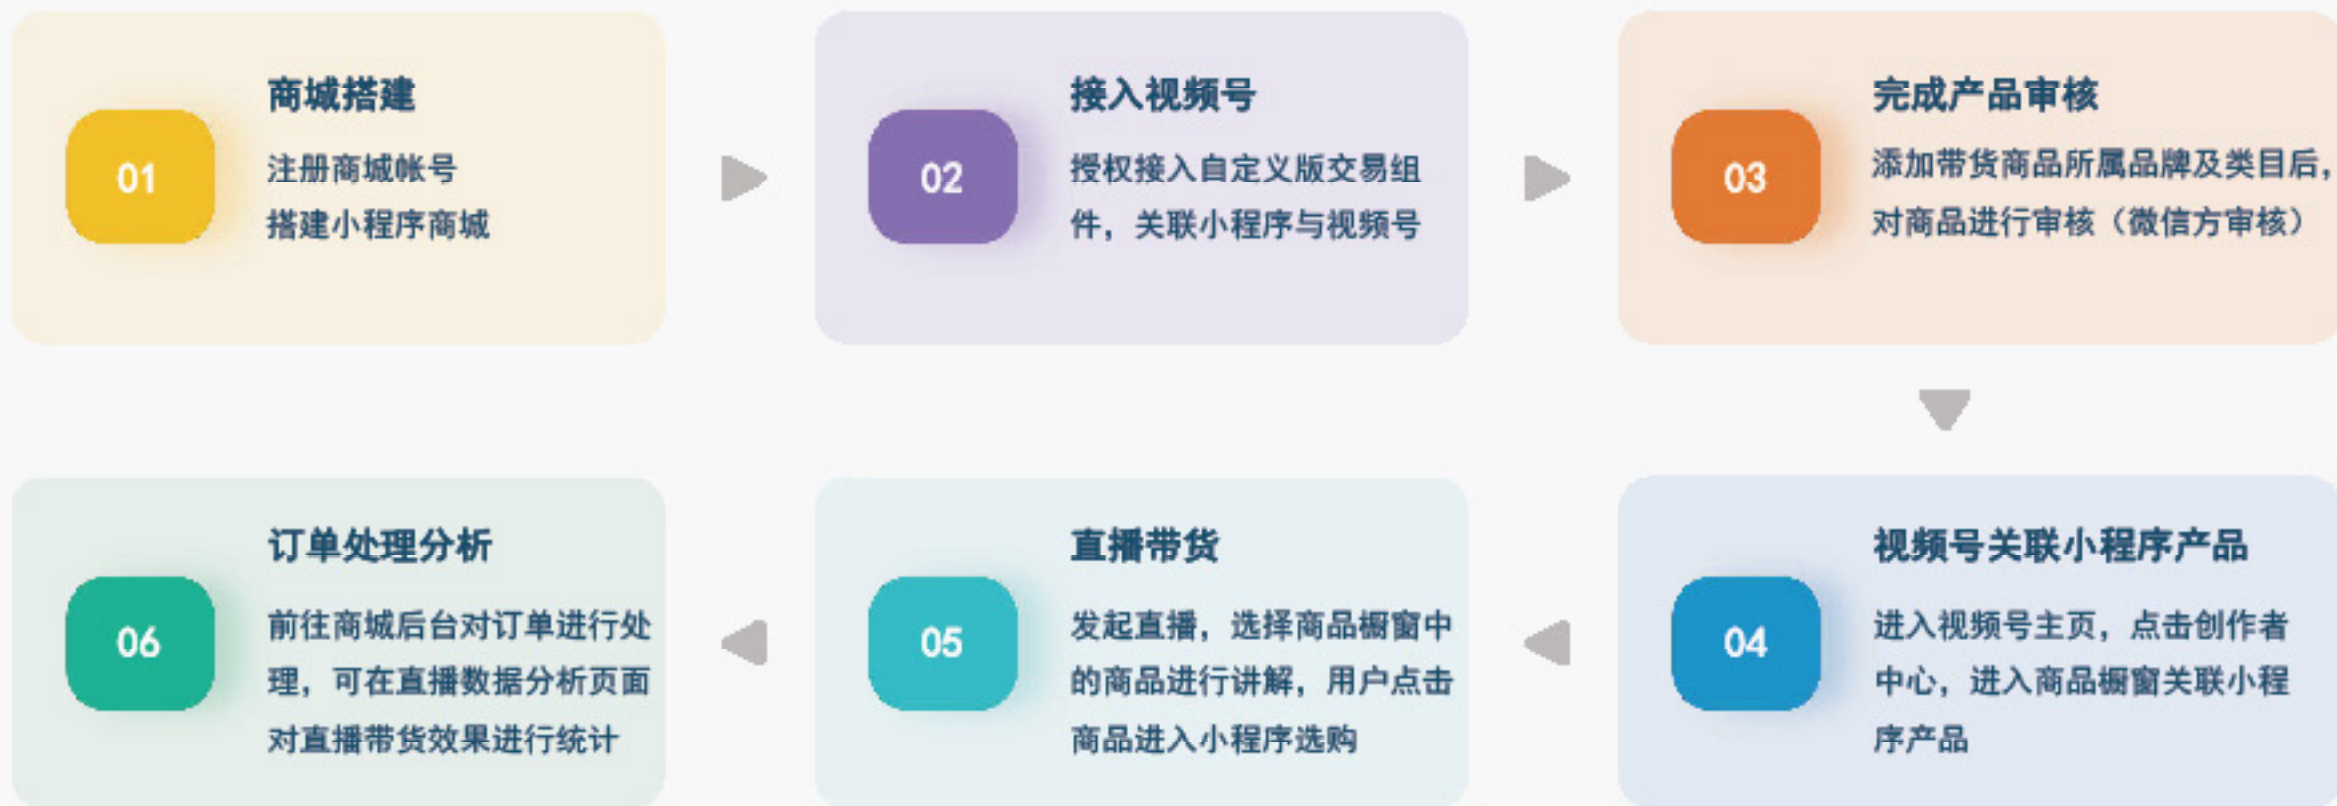 01
商城搭建
注册商城帐号
搭建小程序商城
02
接入视频号
授权接入自定义版交易组
件，关联小程序与视频号
03
完成产品审核
添加带货商品所属品牌及类目后，
对商品进行审核（微信方审核）
04
视频号关联小程序产品
进入视频号主页，点击创作者
中心，进入商品橱窗关联小程
序产品
05
直播带货
发起直播，选择商品橱窗中
的商品进行讲解，用户点击
商品进入小程序选购
06
订单处理分析
前往商城后台对订单进行处
理，可在直播数据分析页面
对直播带货效果进行统计